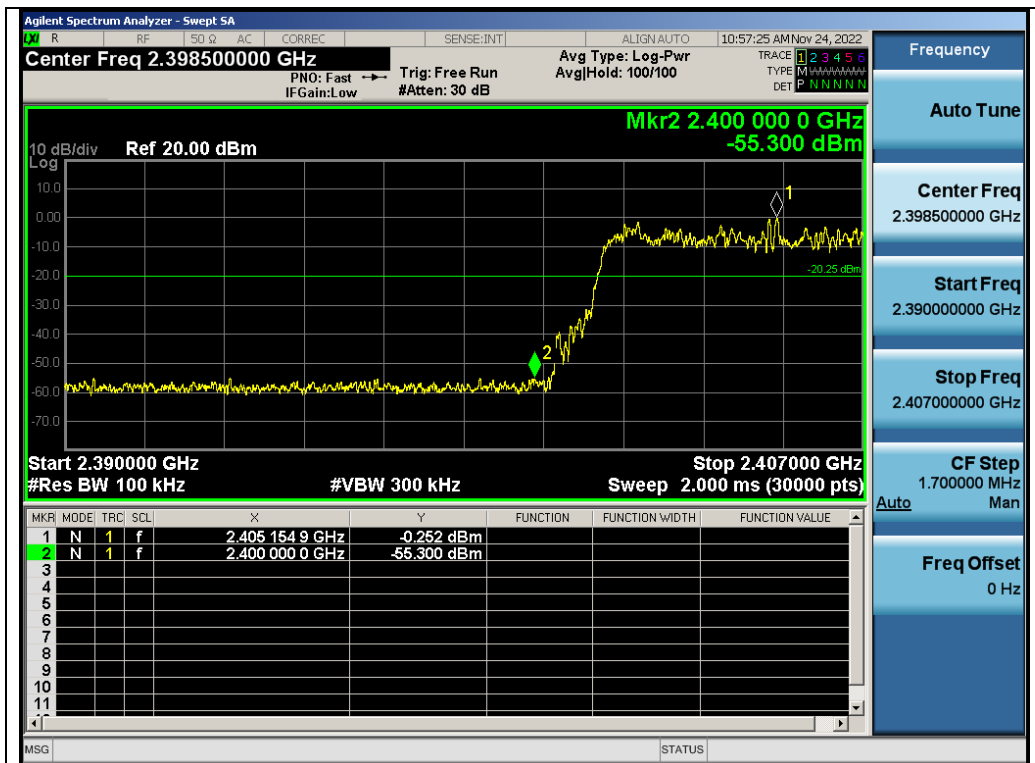 Agilent Spectrum Analyzer - Swept SA
LXI R RF 50 Ω AC CORREC SENSE:INT ALIGN AUTO 10:57:25 AM Nov 24, 2022
Center Freq 2.398500000 GHz
PNO: Fast
IFGain:Low
Trig: Free Run
#Atten: 30 dB
Avg Type: Log-Pwr
Avg|Hold: 100/100
TRACE 1 2 3 4 5 6
TYPE M WWWWW
DET P N N N N N
Frequency
Auto Tune
Center Freq
2.398500000 GHz
Start Freq
2.390000000 GHz
Stop Freq
2.407000000 GHz
CF Step
1.700000 MHz
Auto Man
Freq Offset
0 Hz
Mkr2 2.400 000 0 GHz
-55.300 dBm
10 dB/div Ref 20.00 dBm
Log
10.0
0.00
-10.0
-20.0
-30.0
-40.0
-50.0
-60.0
-70.0
1
-20.25 dBm
2
Start 2.390000 GHz Stop 2.407000 GHz
#Res BW 100 kHz #VBW 300 kHz Sweep 2.000 ms (30000 pts)
MKR MODE TRC SCL X Y FUNCTION FUNCTION WIDTH FUNCTION VALUE
1 N 1 f 2.405 154 9 GHz -0.252 dBm
2 N 1 f 2.400 000 0 GHz -55.300 dBm
3
4
5
6
7
8
9
10
11
MSG STATUS